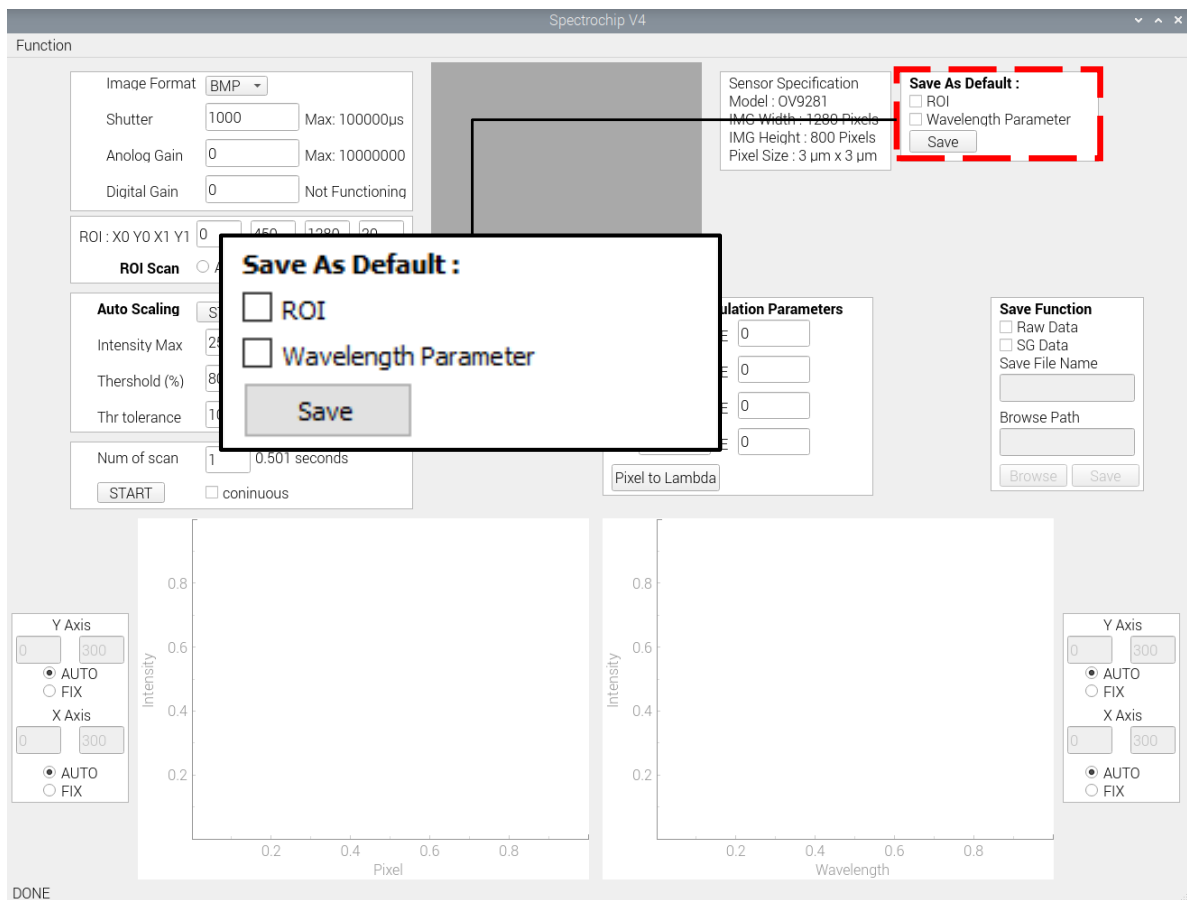 Spectrochip V4
Function
Image Format BMP
Shutter 1000 Max: 100000µs
Anolog Gain 0 Max: 10000000
Digital Gain 0 Not Functioning
Sensor Specification
Model : OV9281
IMG Width : 1280 Pixels
IMG Height : 800 Pixels
Pixel Size : 3 µm x 3 µm
Save As Default :
ROI
Wavelength Parameter
Save
ROI : X0 Y0 X1 Y1 0 450 1280 20
ROI Scan
Save As Default :
ROI
Wavelength Parameter
Save
Auto Scaling
Intensity Max
Thershold (%)
Thr tolerance
Parameters
0
0
0
0
Pixel to Lambda
Save Function
Raw Data
SG Data
Save File Name
Browse Path
Browse Save
Num of scan 1 0.501 seconds
START coninuous
Y Axis
0 300
AUTO
FIX
X Axis
0 300
AUTO
FIX
Intensity
0.8
0.6
0.4
0.2
0.2 0.4 0.6 0.8
Pixel
Intensity
0.8
0.6
0.4
0.2
0.2 0.4 0.6 0.8
Wavelength
Y Axis
0 300
AUTO
FIX
X Axis
0 300
AUTO
FIX
DONE